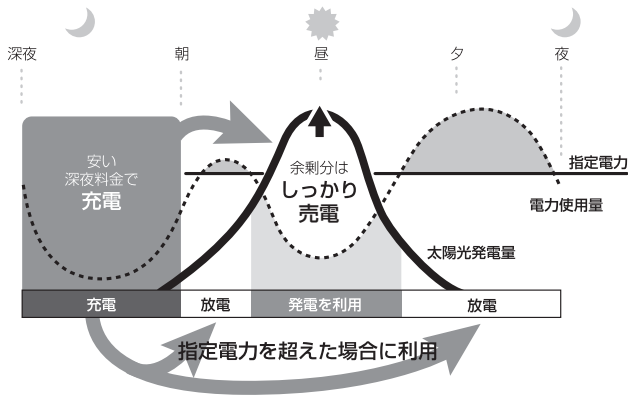 深夜
朝
昼
夕
夜
安い
深夜料金で
充電
余剰分は
しっかり
売電
指定電力
電力使用量
太陽光発電量
充電
放電
発電を利用
放電
指定電力を超えた場合に利用